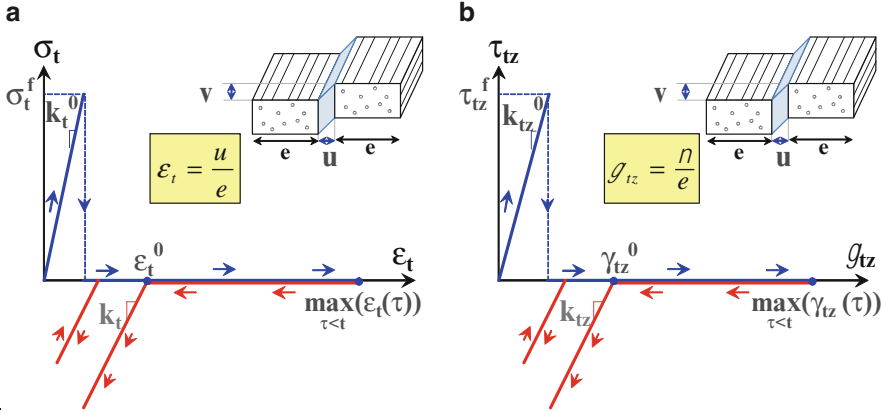 a
σₜ
σₜᶠ
kₜ⁰
v
e
u
e
εₜ = u/e
εₜ⁰
εₜ
kₜ
max(εₜ(τ))
τ<t
b
τtz
τtzᶠ
ktz⁰
v
e
u
e
gtz = n/e
γtz⁰
gtz
ktz
max(γtz(τ))
τ<t